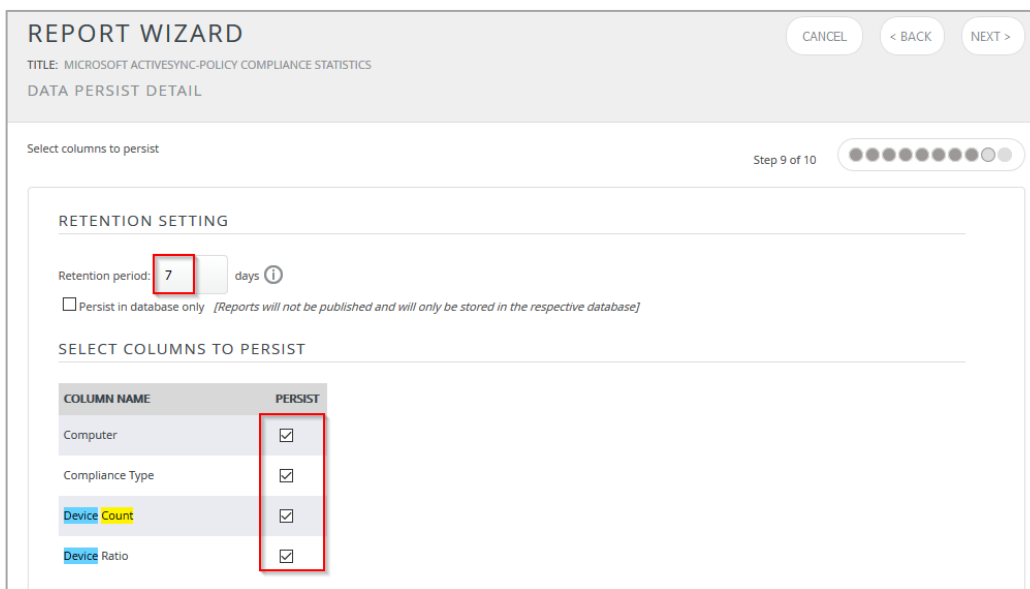 REPORT WIZARD
CANCEL
< BACK
NEXT >
TITLE: MICROSOFT ACTIVESYNC-POLICY COMPLIANCE STATISTICS
DATA PERSIST DETAIL
Select columns to persist
Step 9 of 10
RETENTION SETTING
Retention period: 7 days i
Persist in database only [Reports will not be published and will only be stored in the respective database]
SELECT COLUMNS TO PERSIST
COLUMN NAME PERSIST
Computer
Compliance Type
Device Count
Device Ratio